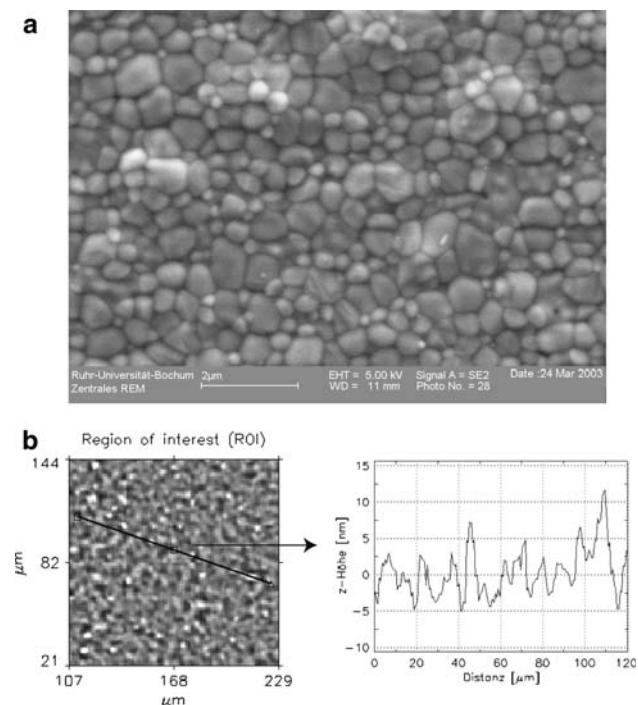 a
Ruhr-Universität-Bochum 2µm EHT = 5.00 kV Signal A = SE2 Date :24 Mar 2003
Zentrales REM WD = 11 mm Photo No. = 28
b
Region of interest (ROI)
144
82
21
µm
107 168 229
µm
15
10
5
0
-5
-10
z-Höhe [nm]
0 20 40 60 80 100 120
Distanz [µm]